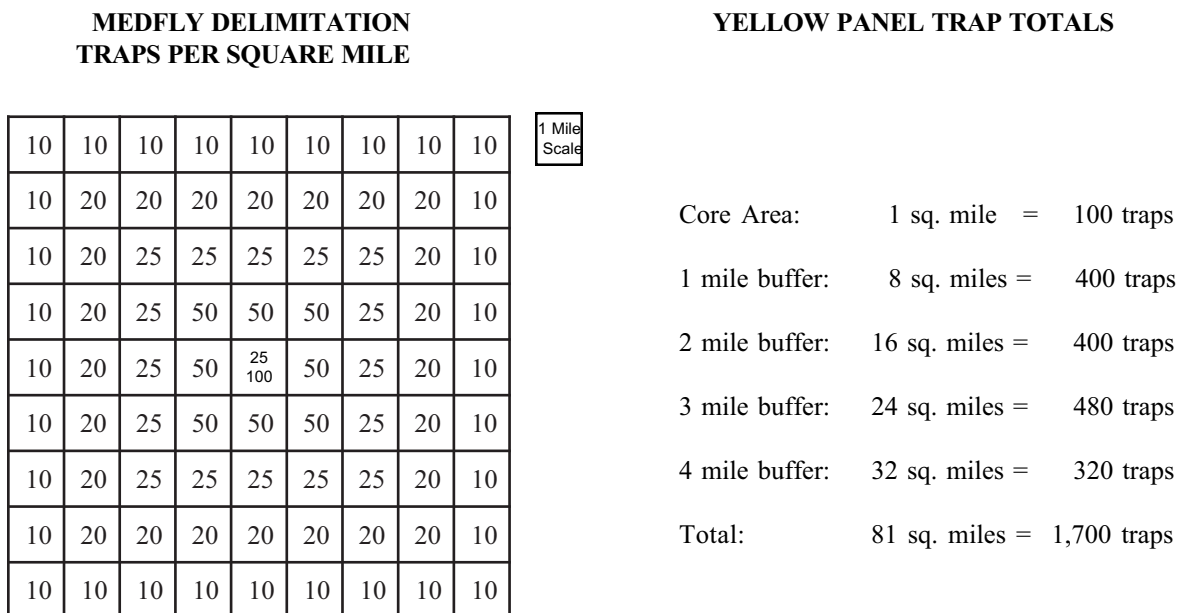 MEDFLY DELIMITATION
TRAPS PER SQUARE MILE
10 10 10 10 10 10 10 10 10
10 20 20 20 20 20 20 20 10
10 20 25 25 25 25 25 20 10
10 20 25 50 50 50 25 20 10
10 20 25 50 25 100 50 25 20 10
10 20 25 50 50 50 25 20 10
10 20 25 25 25 25 25 20 10
10 20 20 20 20 20 20 20 10
10 10 10 10 10 10 10 10 10
1 Mile
Scale
YELLOW PANEL TRAP TOTALS
Core Area: 1 sq. mile = 100 traps
1 mile buffer: 8 sq. miles = 400 traps
2 mile buffer: 16 sq. miles = 400 traps
3 mile buffer: 24 sq. miles = 480 traps
4 mile buffer: 32 sq. miles = 320 traps
Total: 81 sq. miles = 1,700 traps